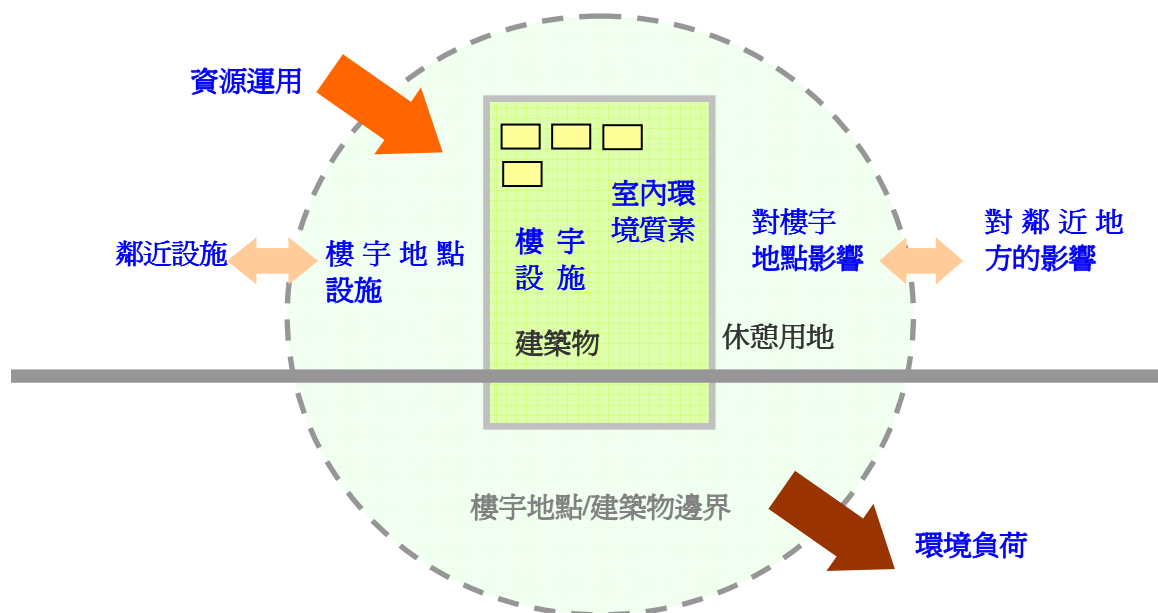 資源運用
室內環
境質素
樓 宇
設 施
鄰近設施
樓 宇 地 點
設施
對樓宇
地點影響
對 鄰 近 地
方的影響
建築物
休憩用地
樓宇地點/建築物邊界
環境負荷